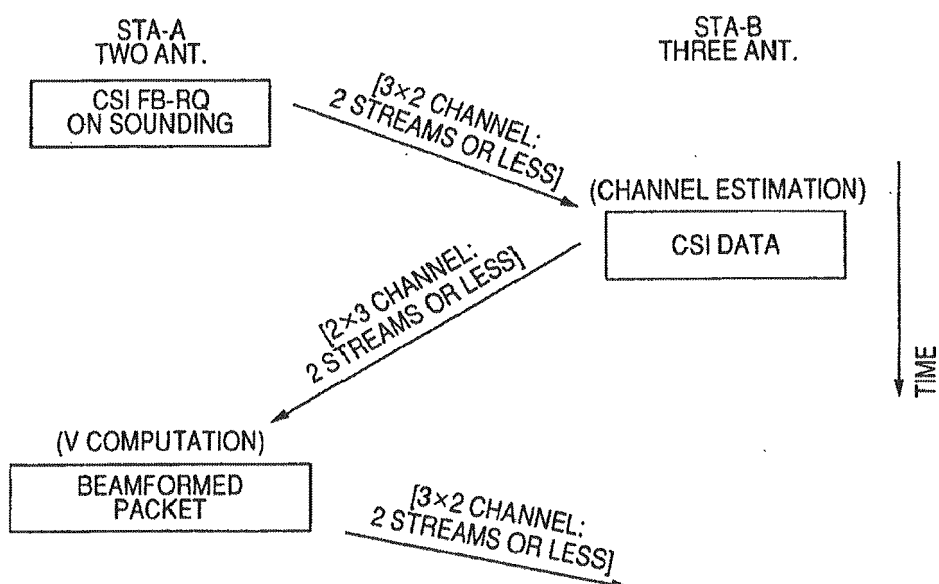 STA-A
TWO ANT.
STA-B
THREE ANT.
CSI FB-RQ
ON SOUNDING
[3×2 CHANNEL:
2 STREAMS OR LESS]
(CHANNEL ESTIMATION)
CSI DATA
[2×3 CHANNEL:
2 STREAMS OR LESS]
TIME
(V COMPUTATION)
BEAMFORMED
PACKET
[3×2 CHANNEL:
2 STREAMS OR LESS]